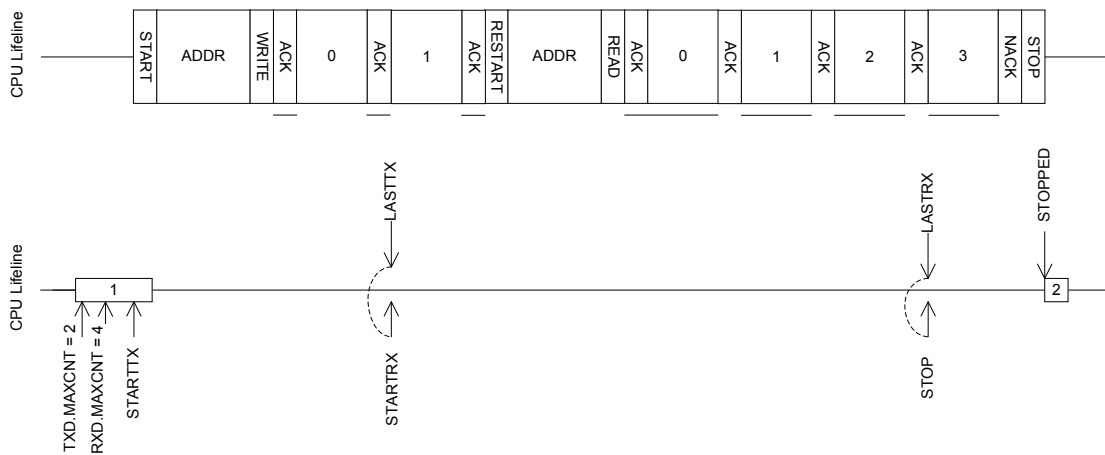 CPU Lifeline
START
ADDR
WRITE
ACK
0
ACK
1
ACK
RESTART
ADDR
READ
ACK
0
ACK
1
ACK
2
ACK
3
NACK
STOP
LASTTX
LASTRX
STOPPED
CPU Lifeline
1
2
TXD.MAXCNT = 2
RXD.MAXCNT = 4
STARTTX
STARTRX
STOP